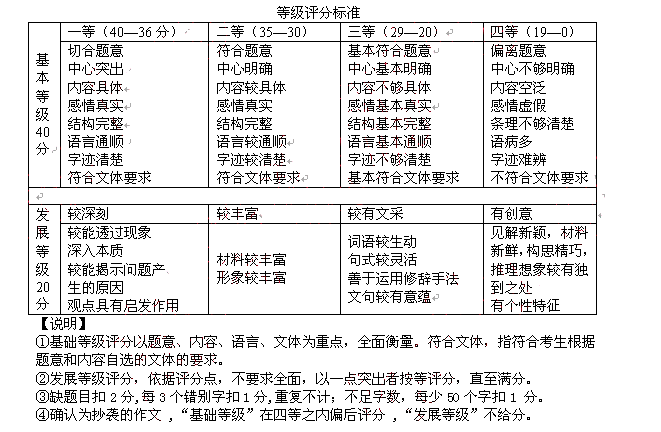 等级评分标准
一等（40—36 分） 二等（35—30） 三等（29—20） 四等（19—0）
基本等级40分
切合题意 符合题意 基本符合题意 偏离题意
中心突出 中心明确 中心基本明确 中心不够明确
内容具体 内容较具体 内容不够具体 内容空泛
感情真实 感情真实 感情基本真实 感情虚假
结构完整 结构完整 结构基本完整 条理不够清楚
语言通顺 语言较通顺 语言基本通顺 语病多
字迹清楚 字迹较清楚 字迹不够清楚 字迹难辨
符合文体要求 符合文体要求 基本符合文体要求 不符合文体要求
发展等级20分
较深刻 较丰富 较有文采 有创意
较能透过现象
深入本质
较能揭示问题产
生的原因
观点具有启发作用
材料较丰富
形象较丰富
词语较生动
句式较灵活
善于运用修辞手法
文句较有意蕴
见解新颖，材料
新鲜，构思精巧，
推理想象较有独
到之处
有个性特征
【说明】
①基础等级评分以题意、内容、语言、文体为重点，全面衡量。符合文体，指符合考生根据
题意和内容自选的文体的要求。
②发展等级评分，依据评分点，不要求全面，以一点突出者按等评分，直至满分。
③缺题目扣 2 分,每 3 个错别字扣 1 分,重复不计；不足字数，每少 50 个字扣 1 分。
④确认为抄袭的作文，“基础等级”在四等之内偏后评分，“发展等级”不给分。